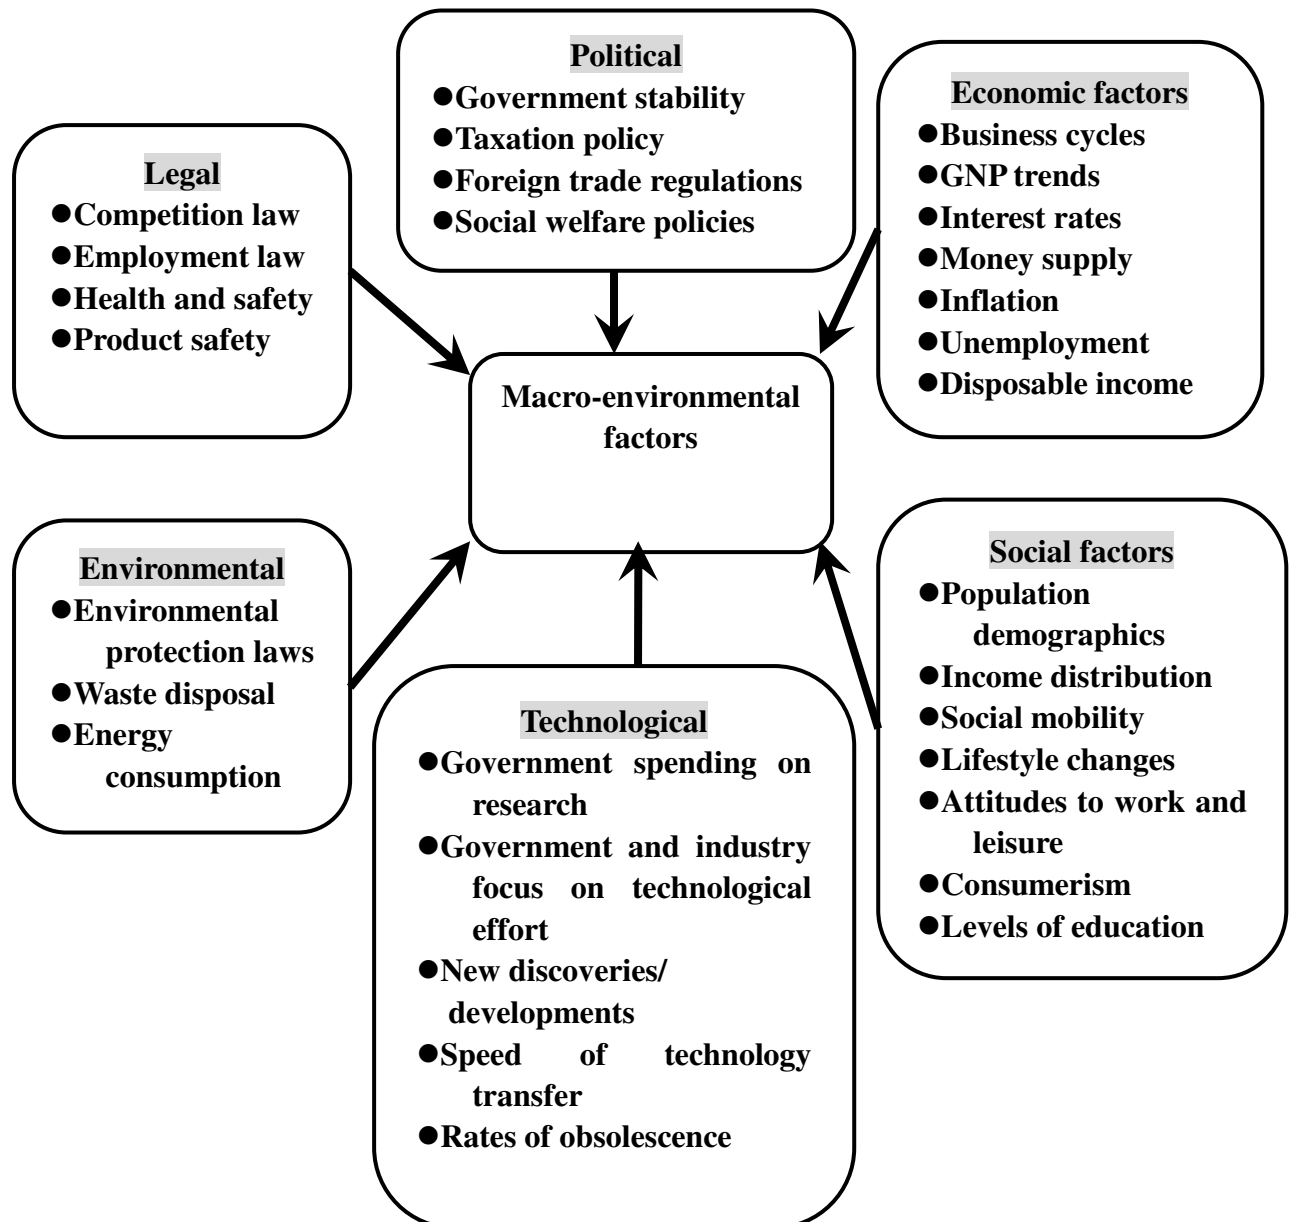 Political
●Government stability
●Taxation policy
●Foreign trade regulations
●Social welfare policies
Economic factors
●Business cycles
●GNP trends
●Interest rates
●Money supply
●Inflation
●Unemployment
●Disposable income
Legal
●Competition law
●Employment law
●Health and safety
●Product safety
Macro-environmental
factors
Environmental
●Environmental
protection laws
●Waste disposal
●Energy
consumption
Technological
●Government spending on
research
●Government and industry
focus on technological
effort
●New discoveries/
developments
●Speed of technology
transfer
●Rates of obsolescence
Social factors
●Population
demographics
●Income distribution
●Social mobility
●Lifestyle changes
●Attitudes to work and
leisure
●Consumerism
●Levels of education